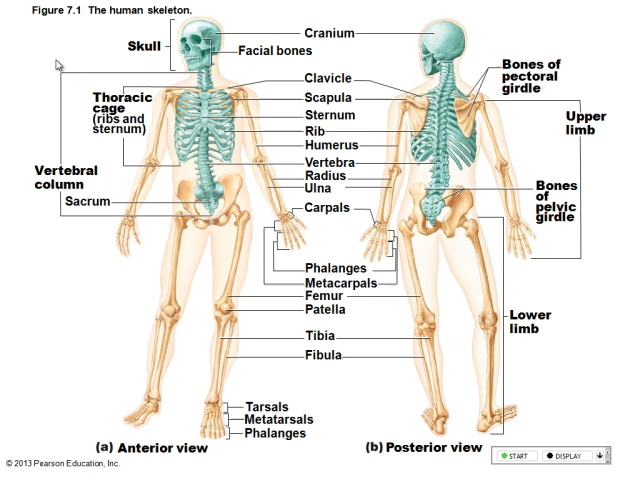 Figure 7.1 The human skeleton.
Skull
Cranium
Facial bones
Clavicle
Scapula
Sternum
Rib
Humerus
Vertebra
Radius
Ulna
Carpals
Thoracic
cage
(ribs and
sternum)
Vertebral
column
Sacrum
Phalanges
Metacarpals
Femur
Patella
Tibia
Fibula
Tarsals
Metatarsals
Phalanges
Bones of
pectoral
girdle
Upper
limb
Bones
of
pelvic
girdle
Lower
limb
(a) Anterior view
(b) Posterior view
© 2013 Pearson Education, Inc.
START
DISPLAY